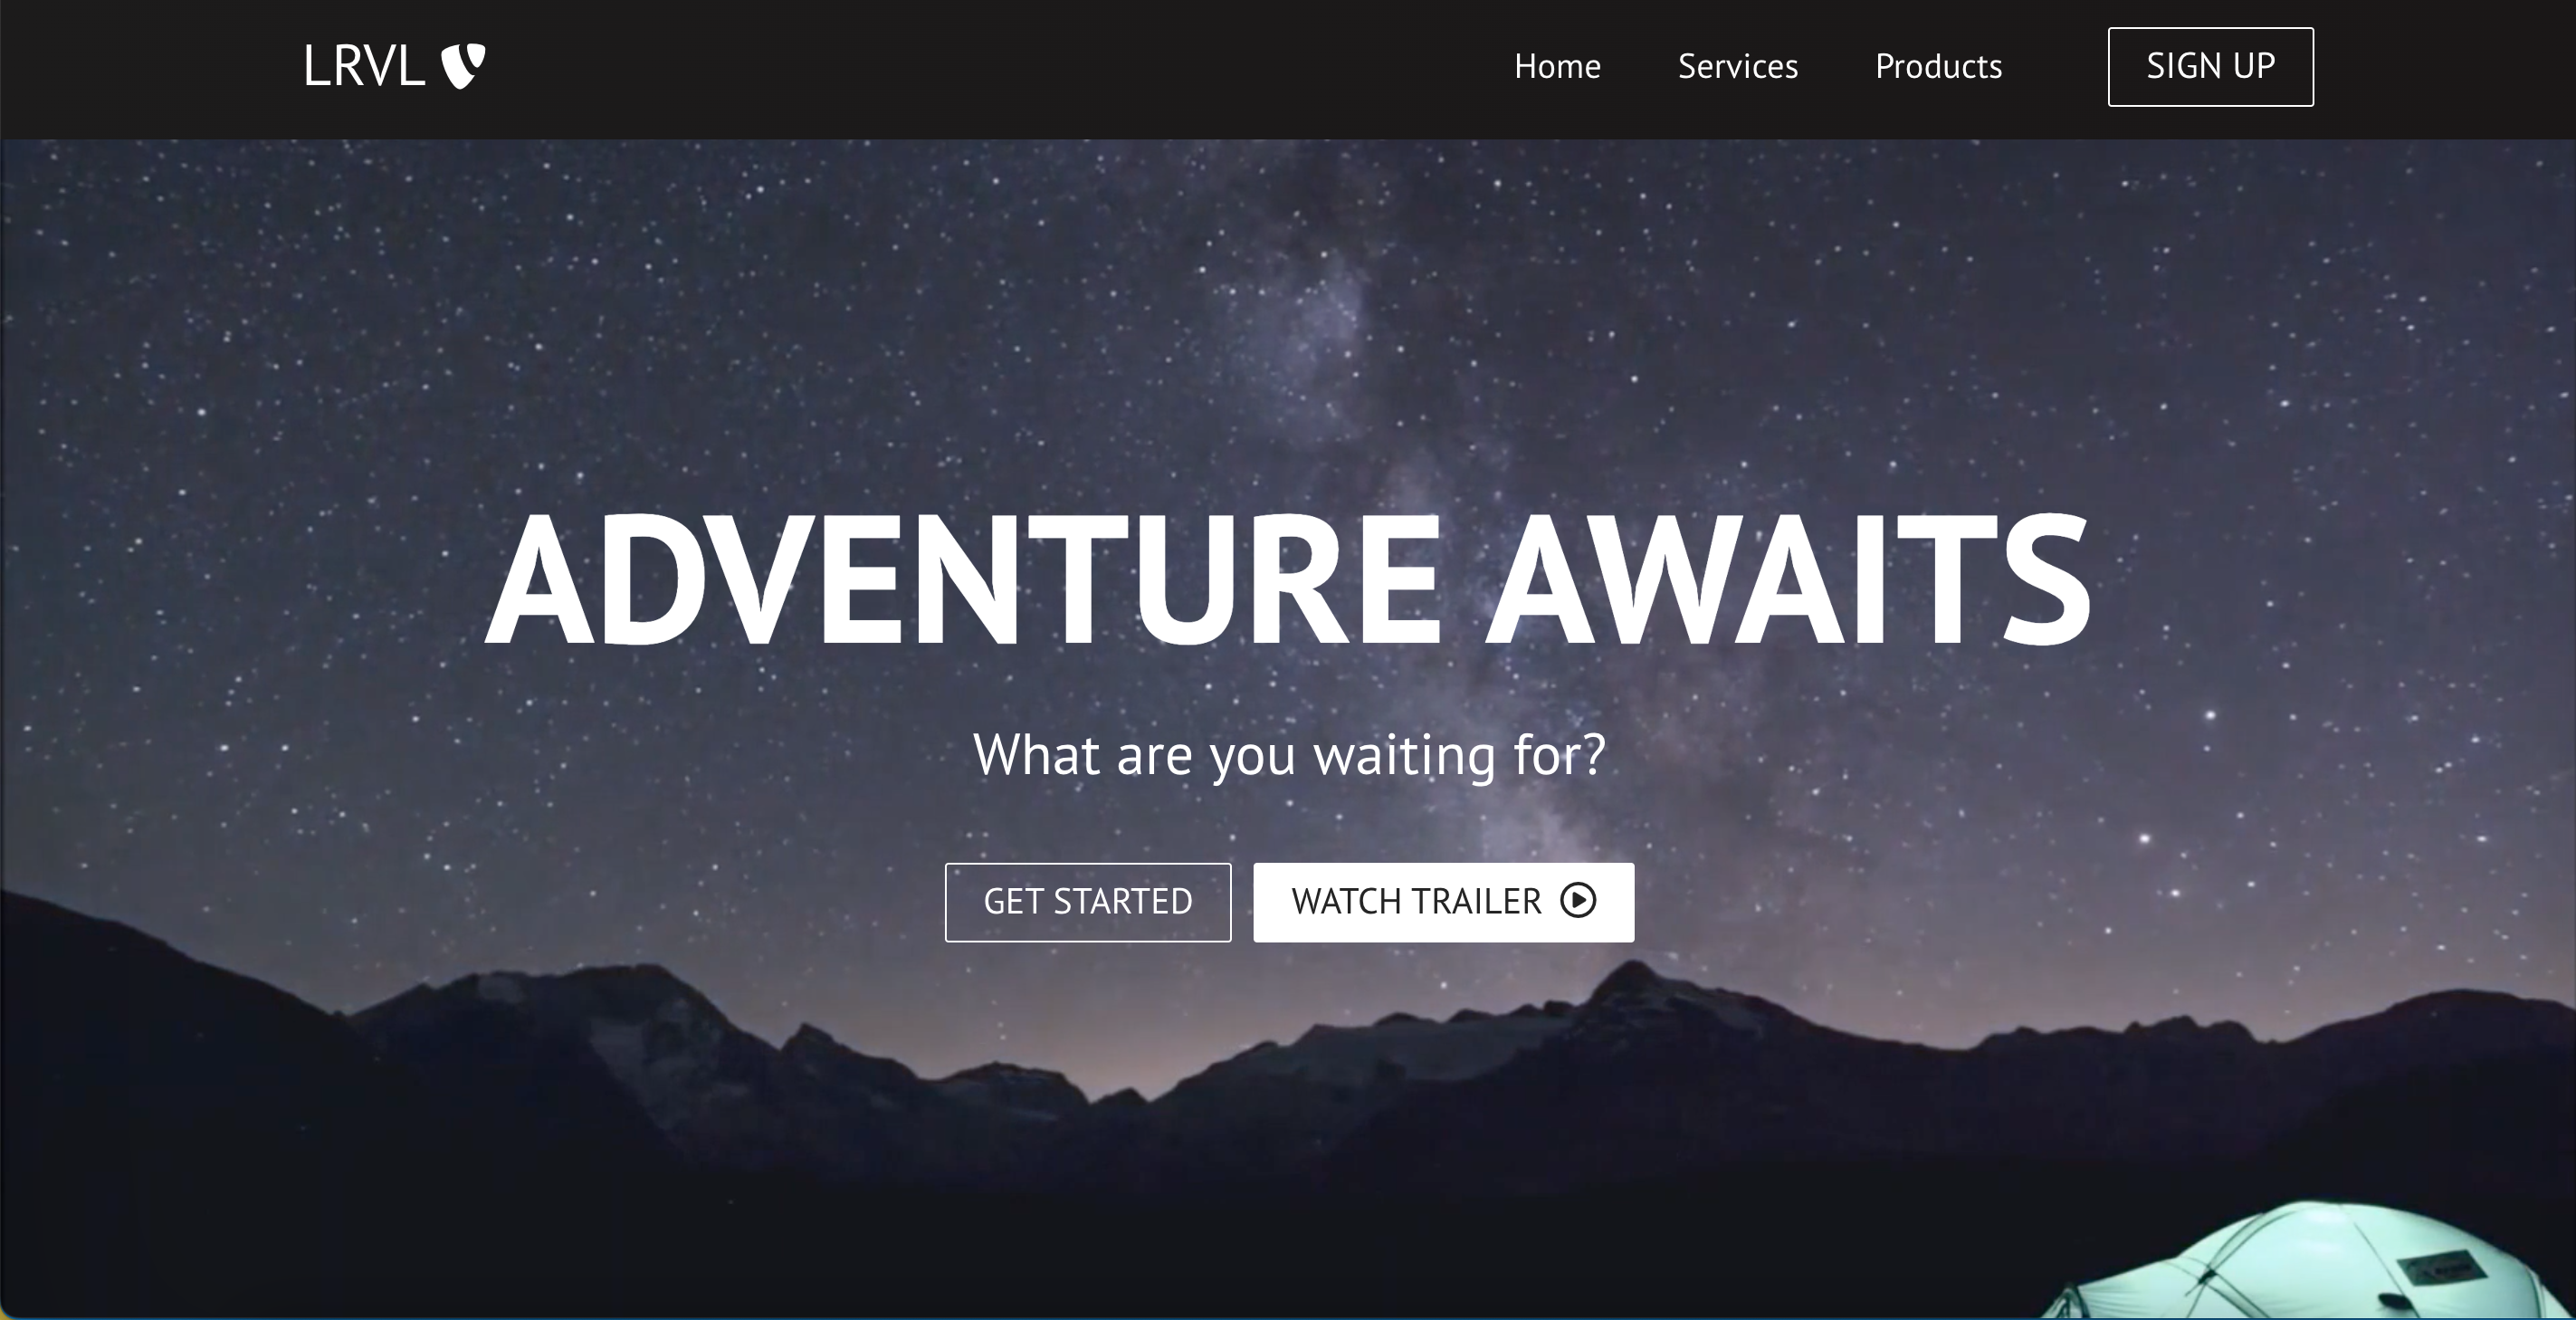 LRVL
Home Services Products SIGN UP
ADVENTURE AWAITS
What are you waiting for?
GET STARTED WATCH TRAILER